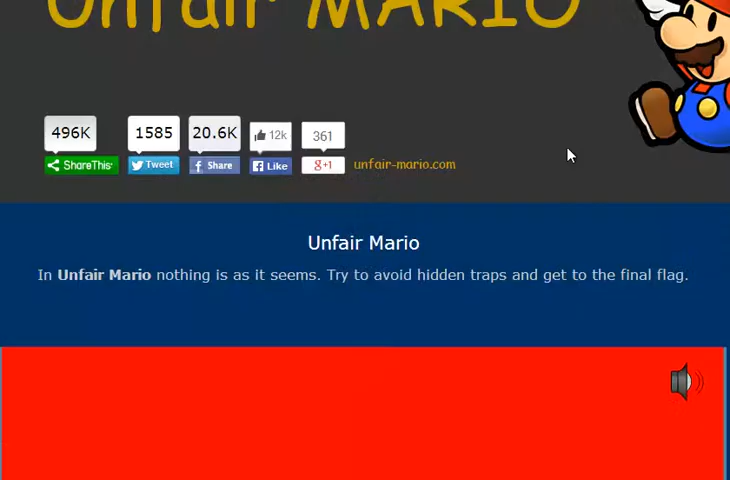 Unfair MARIO
496K 1585 20.6K 12k 361
ShareThis Tweet Share Like g+1 unfair-mario.com
Unfair Mario
In Unfair Mario nothing is as it seems. Try to avoid hidden traps and get to the final flag.